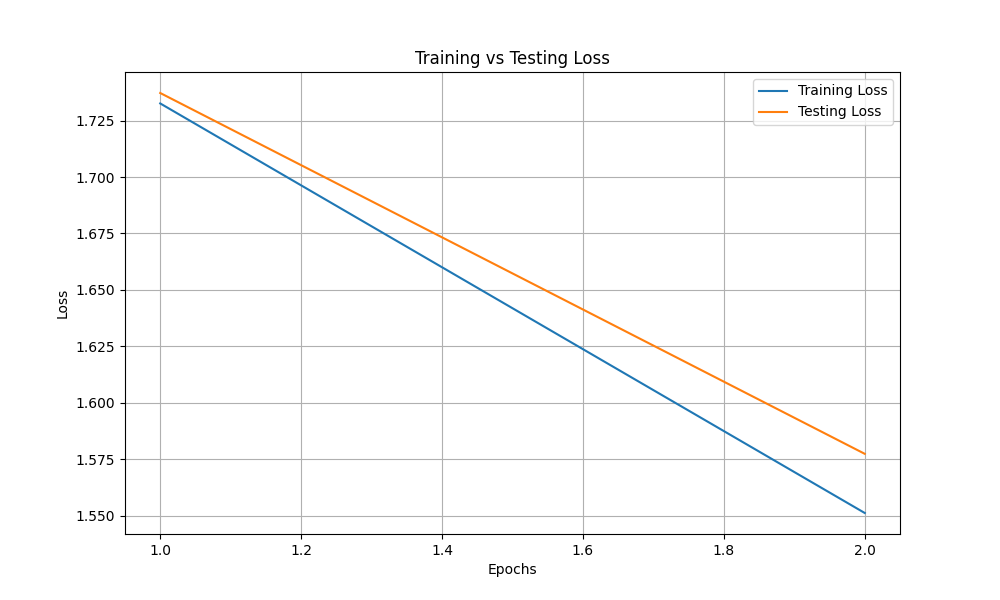 Training vs Testing Loss
Training Loss
Testing Loss
Loss
1.725
1.700
1.675
1.650
1.625
1.600
1.575
1.550
1.0 1.2 1.4 1.6 1.8 2.0
Epochs